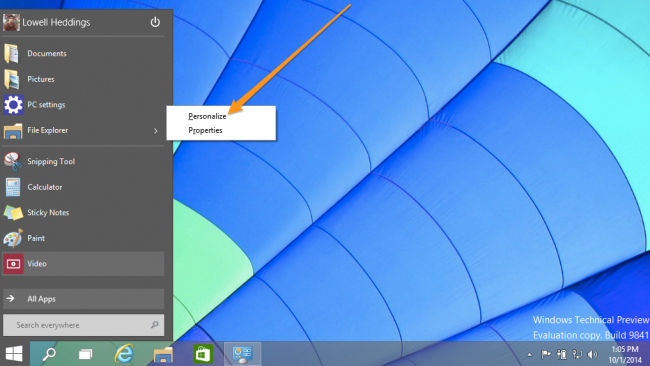 Lowell Heddings
Documents
Pictures
PC settings
File Explorer
Personalize
Properties
Snipping Tool
Calculator
Sticky Notes
Paint
Video
All Apps
Search everywhere
Windows Technical Preview
Evaluation copy. Build 9841
1:05 PM
10/1/2014